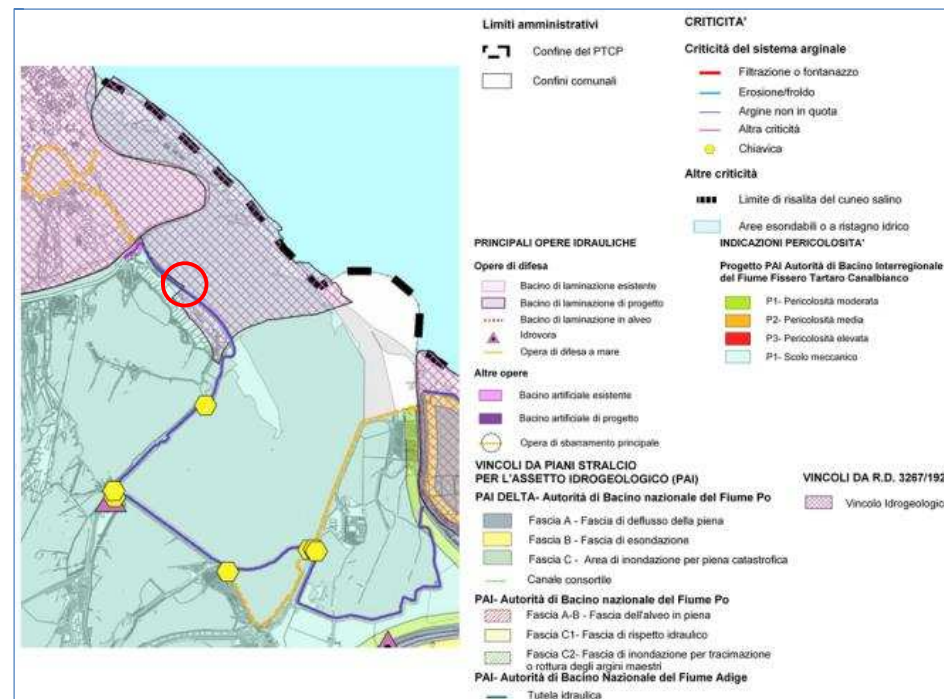 Limiti amministrativi
Confine del PTCP
Confini comunali
CRITICITA'
Criticità del sistema arginale
Filtrazione o fontanazzo
Erosione/froldo
Argine non in quota
Altra criticità
Chiavica
Altre criticità
Limite di risalita del cuneo salino
Aree esondabili o a ristagno idrico
PRINCIPALI OPERE IDRAULICHE
Opere di difesa
Bacino di laminazione esistente
Bacino di laminazione di progetto
Bacino di laminazione in alveo
Idrovora
Opera di difesa a mare
Altre opere
Bacino artificiale esistente
Bacino artificiale di progetto
Opera di sbarramento principale
INDICAZIONI PERICOLOSITA'
Progetto PAI Autorità di Bacino Interregionale
del Fiume Fissero Tartaro Canalbianco
P1- Pericolosità moderata
P2- Pericolosità media
P3- Pericolosità elevata
P1- Scolo meccanico
VINCOLI DA PIANI STRALCIO
PER L'ASSETTO IDROGEOLOGICO (PAI)
PAI DELTA- Autorità di Bacino nazionale del Fiume Po
Fascia A - Fascia di deflusso della piena
Fascia B - Fascia di esondazione
Fascia C - Area di inondazione per piena catastrofica
Canale consortile
PAI- Autorità di Bacino nazionale del Fiume Po
Fascia A-B - Fascia dell'alveo in piena
Fascia C1- Fascia di rispetto idraulico
Fascia C2- Fascia di inondazione per tracimazione
o rottura degli argini maestri
PAI- Autorità di Bacino Nazionale del Fiume Adige
Tutela idraulica
VINCOLI DA R.D. 3267/192
Vincolo Idrogeologic